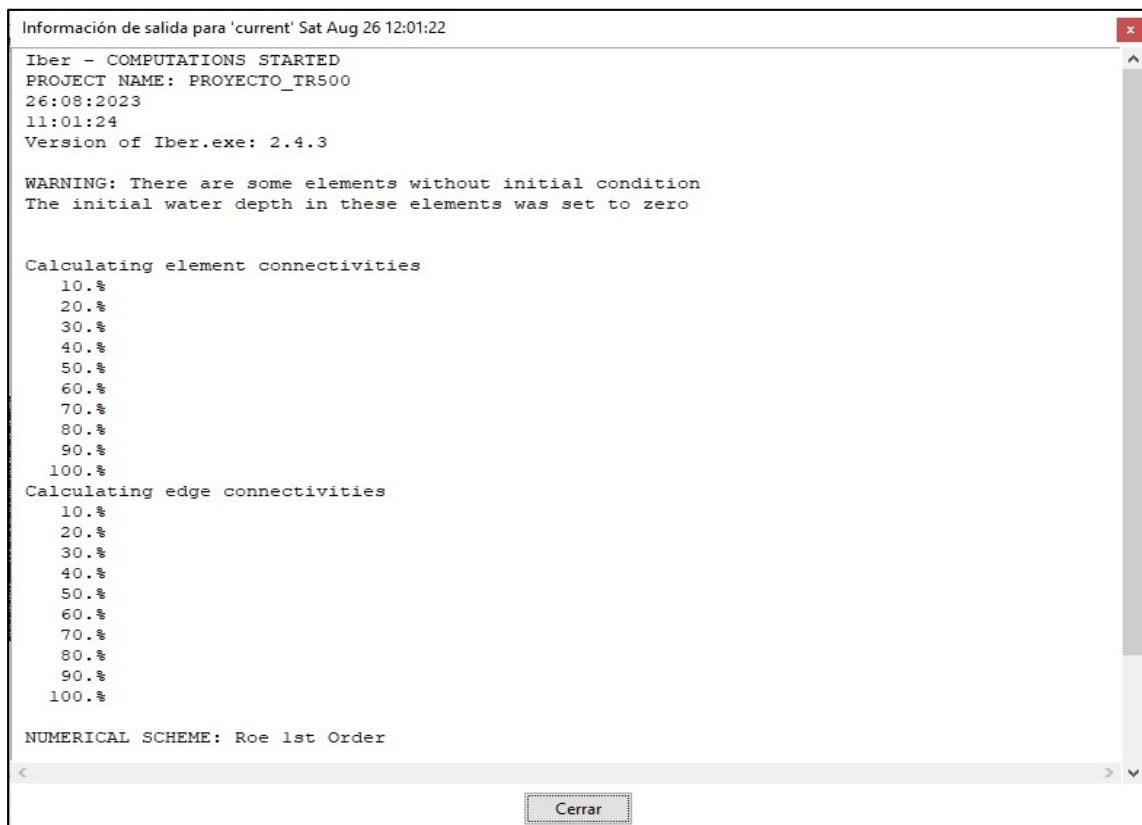 Información de salida para 'current' Sat Aug 26 12:01:22
x
Iber - COMPUTATIONS STARTED
PROJECT NAME: PROYECTO_TR500
26:08:2023
11:01:24
Version of Iber.exe: 2.4.3
WARNING: There are some elements without initial condition
The initial water depth in these elements was set to zero
Calculating element connectivities
10.%
20.%
30.%
40.%
50.%
60.%
70.%
80.%
90.%
100.%
Calculating edge connectivities
10.%
20.%
30.%
40.%
50.%
60.%
70.%
80.%
90.%
100.%
NUMERICAL SCHEME: Roe 1st Order
Cerrar